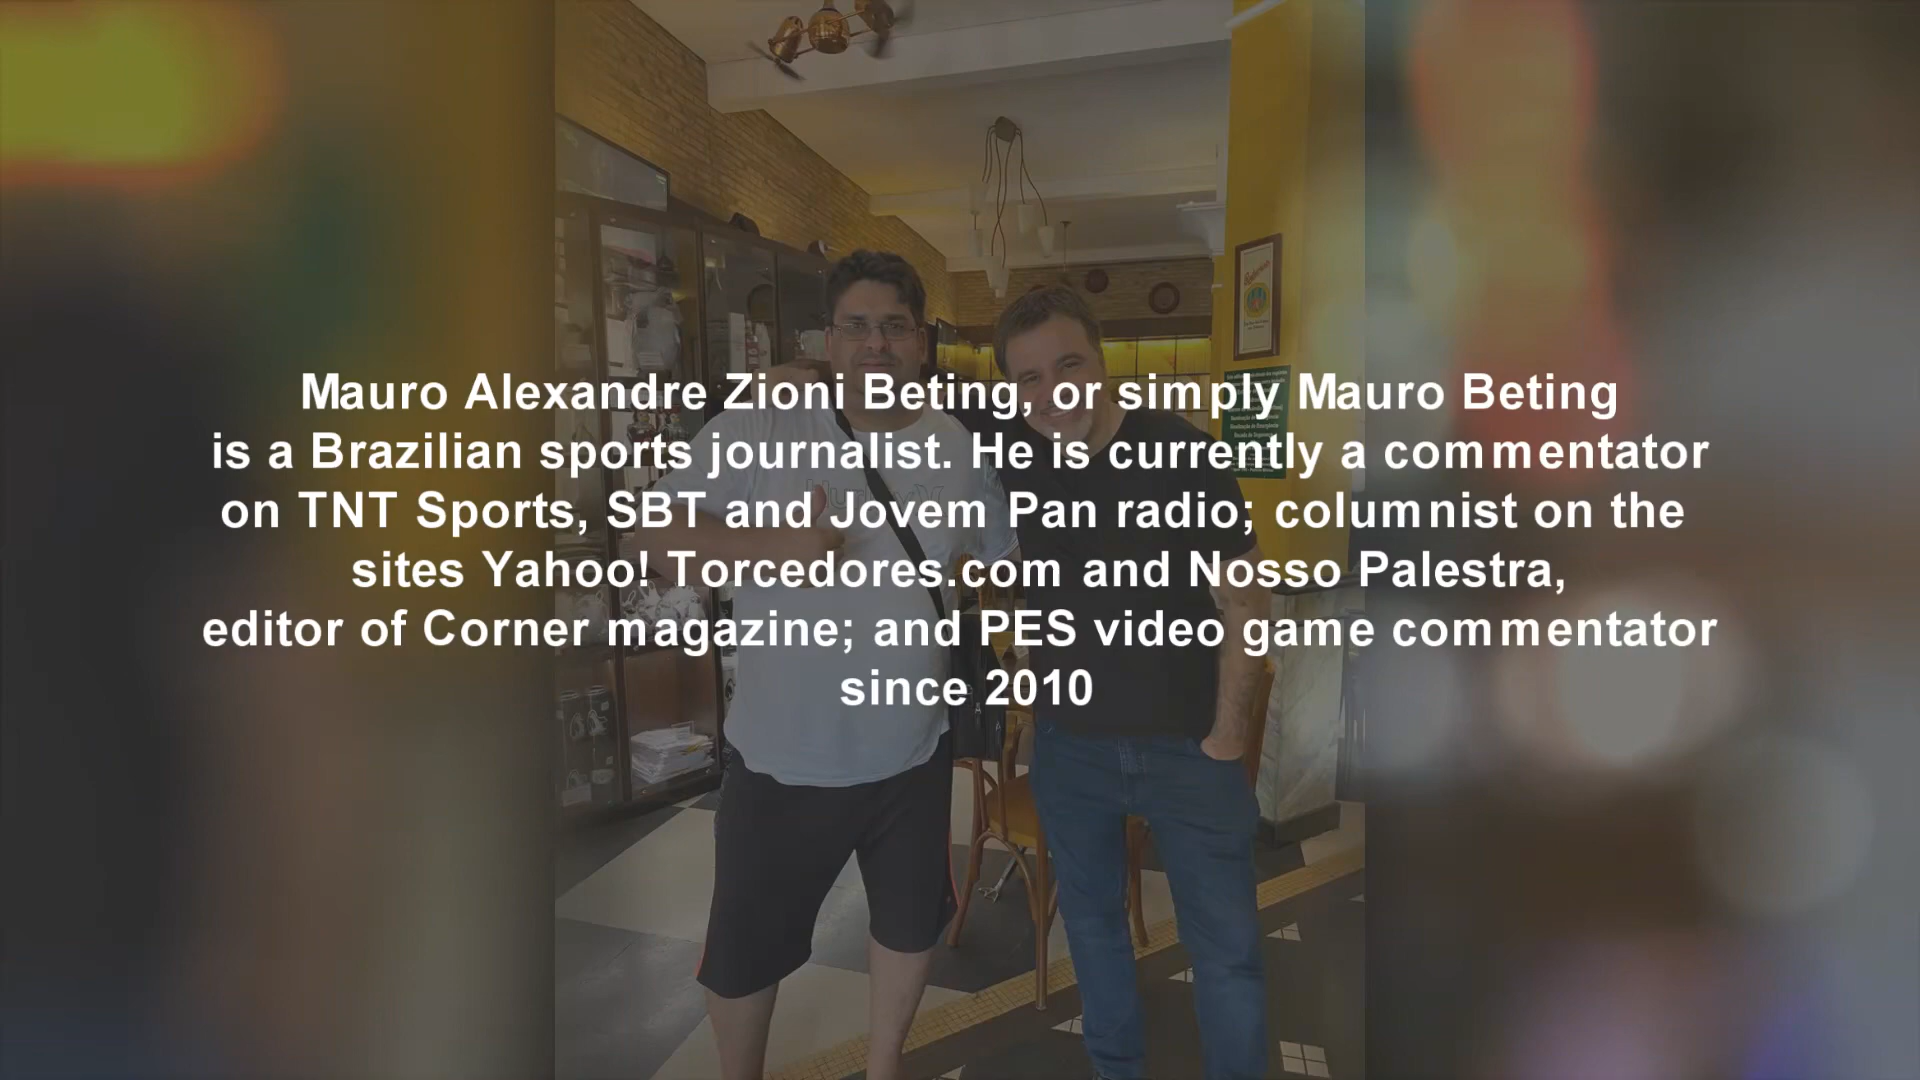 Mauro Alexandre Zioni Beting, or simply Mauro Beting
is a Brazilian sports journalist. He is currently a commentator
on TNT Sports, SBT and Jovem Pan radio; columnist on the
sites Yahoo! Torcedores.com and Nosso Palestra,
editor of Corner magazine; and PES video game commentator
since 2010